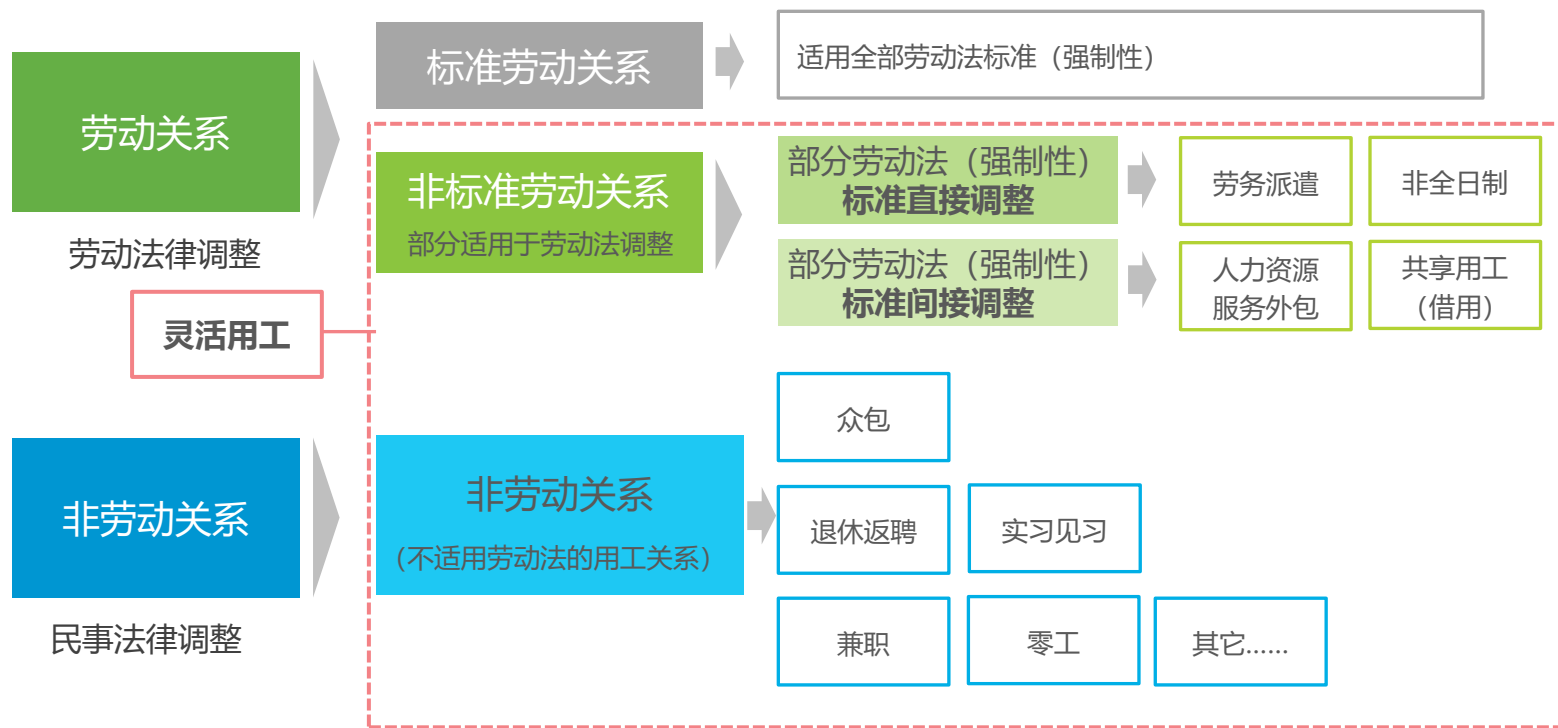 标准劳动关系
适用全部劳动法标准（强制性）
劳动关系
劳动法律调整
非标准劳动关系
部分适用于劳动法调整
部分劳动法（强制性）
标准直接调整
劳务派遣
非全日制
部分劳动法（强制性）
标准间接调整
人力资源
服务外包
共享用工
（借用）
灵活用工
非劳动关系
民事法律调整
非劳动关系
（不适用劳动法的用工关系）
众包
退休返聘
实习见习
兼职
零工
其它......